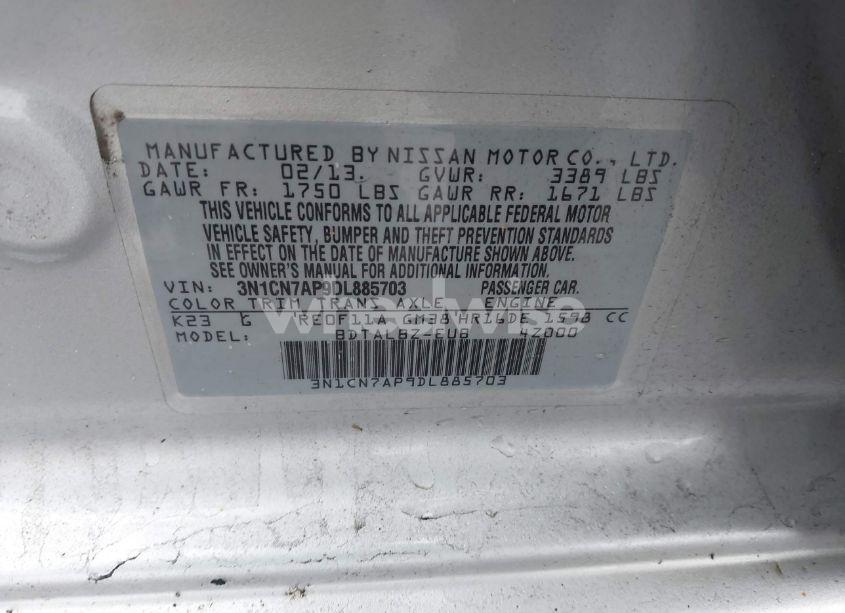 MANUFACTURED BY NISSAN MOTOR CO., LTD.
DATE: 02/13. GVWR: 3389 LBS
GAWR FR: 1750 LBS GAWR RR: 1671 LBS
THIS VEHICLE CONFORMS TO ALL APPLICABLE FEDERAL MOTOR
VEHICLE SAFETY, BUMPER AND THEFT PREVENTION STANDARDS
IN EFFECT ON THE DATE OF MANUFACTURE SHOWN ABOVE.
SEE OWNER'S MANUAL FOR ADDITIONAL INFORMATION.
VIN: 3N1CN7AP9DL885703 PASSENGER CAR.
COLOR TRIM TRANS AXLE ENGINE
K23 G RE0F11A GM38 HR16DE 1598 CC
MODEL: BDTALBZ-EUB 4Z000
3N1CN7AP9DL885703